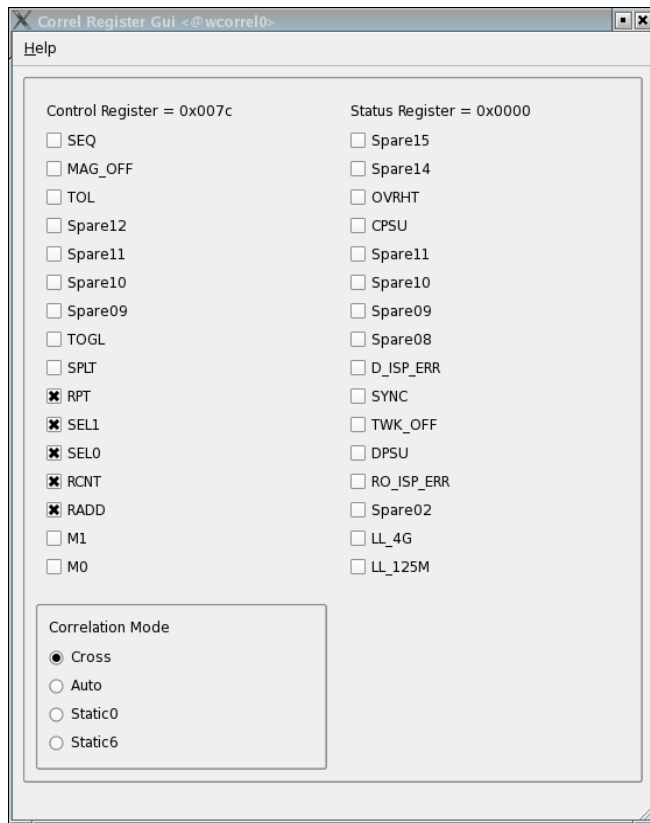 Correl Register Gui <@wcorrel0>
Help
Control Register = 0x007c
SEQ
MAG_OFF
TOL
Spare12
Spare11
Spare10
Spare09
TOGL
SPLT
RPT
SEL1
SEL0
RCNT
RADD
M1
M0
Status Register = 0x0000
Spare15
Spare14
OVRHT
CPSU
Spare11
Spare10
Spare09
Spare08
D_ISP_ERR
SYNC
TWK_OFF
DPSU
RO_ISP_ERR
Spare02
LL_4G
LL_125M
Correlation Mode
Cross
Auto
Static0
Static6